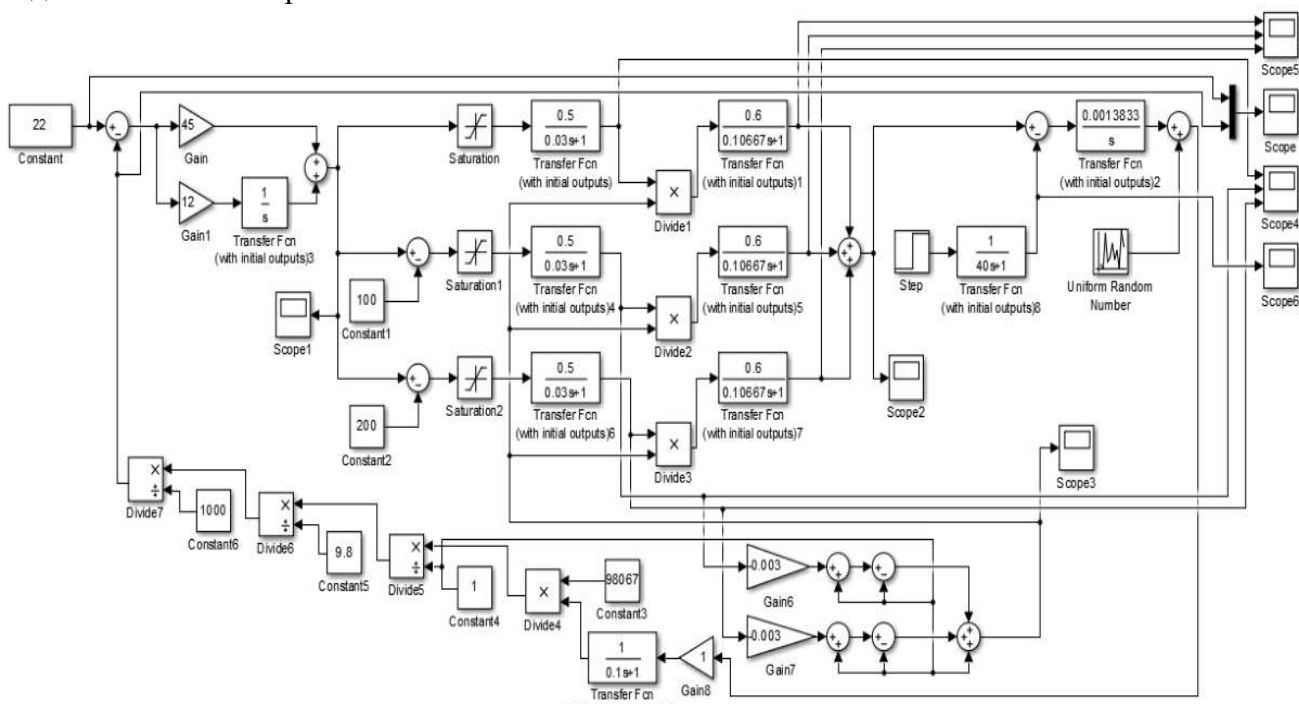 22
Constant
45
Gain
12
Gain1
1
s
Transfer Fcn
(with initial outputs)3
Scope1
100
Constant1
200
Constant2
Saturation
Saturation1
Saturation2
0.5
0.03s+1
Transfer Fcn
(with initial outputs)
0.5
0.03s+1
Transfer Fcn
(with initial outputs)4
0.5
0.03s+1
Transfer Fcn
(with initial outputs)6
Divide1
Divide2
Divide3
0.6
0.10667s+1
Transfer Fcn
(with initial outputs)1
0.6
0.10667s+1
Transfer Fcn
(with initial outputs)5
0.6
0.10667s+1
Transfer Fcn
(with initial outputs)7
Scope2
Step
1
40s+1
Transfer Fcn
(with initial outputs)8
0.0013833
s
Transfer Fcn
(with initial outputs)2
Uniform Random
Number
Scope5
Scope
Scope4
Scope6
Scope3
Divide7
1000
Constant6
Divide6
9.8
Constant5
Divide5
1
Constant4
Divide4
98067
Constant3
1
0.1s+1
Transfer Fcn
1
Gain8
-0.003
Gain6
-0.003
Gain7